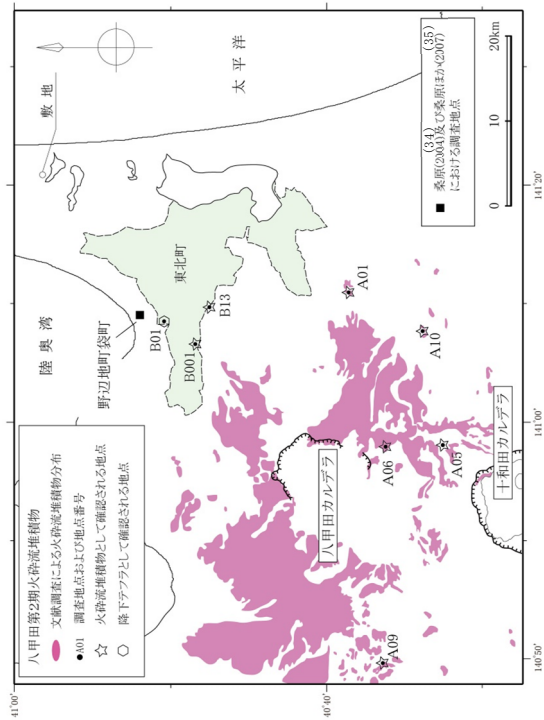 八甲田第2期火砕流堆積物
文献調査による火砕流堆積物分布
A01 調査地点および地点番号
火砕流堆積物として確認される地点
降下テフラとして確認される地点
陸奥湾
野辺地町袋町
敷地
太平洋
東北町
B01
B001
B13
八甲田カルデラ
十和田カルデラ
A09
A06
A05
A10
A01
桑原(2004)(34)及び桑原ほか(2007)(35)
における調査地点
0 10 20km
41°00'
40°40'
140°50'
141°00'
141°20'